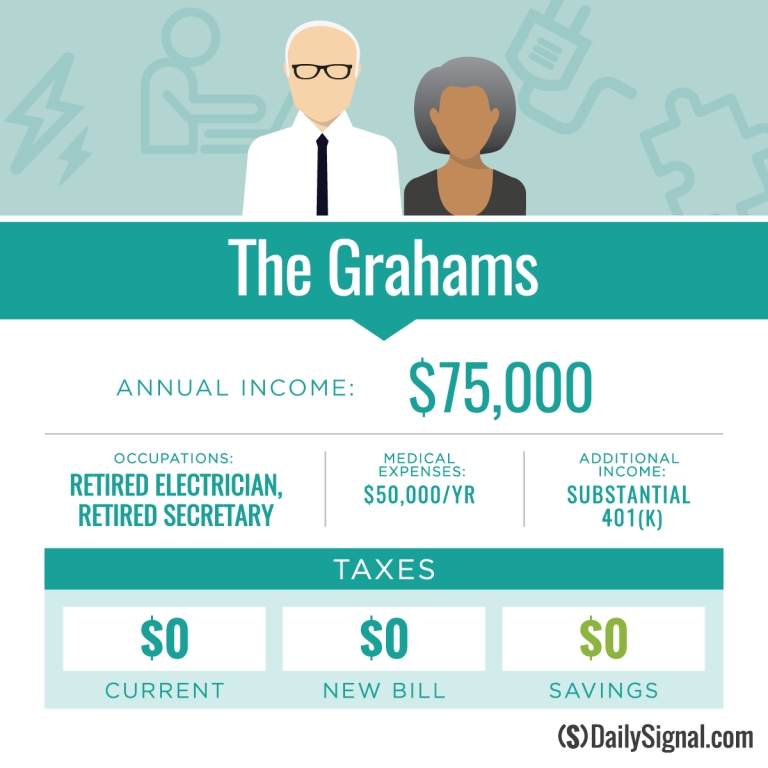 The Grahams
ANNUAL INCOME: $75,000
OCCUPATIONS:
RETIRED ELECTRICIAN,
RETIRED SECRETARY
MEDICAL
EXPENSES:
$50,000/YR
ADDITIONAL
INCOME:
SUBSTANTIAL
401(K)
TAXES
$0
CURRENT
$0
NEW BILL
$0
SAVINGS
(S) DailySignal.com